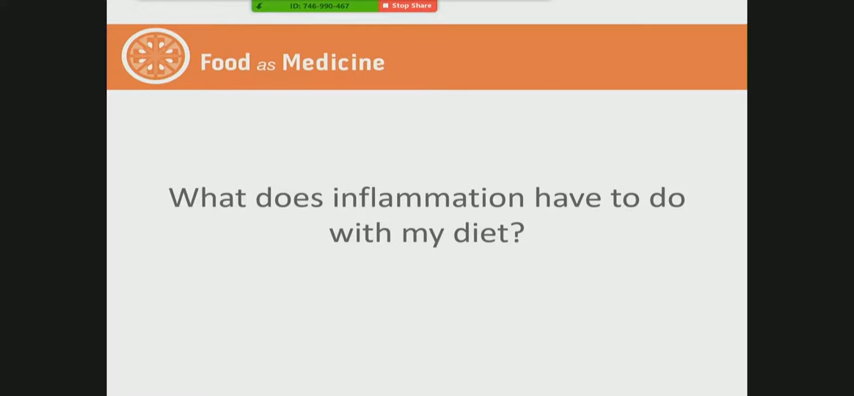 ID: 746-990-467 Stop Share
Food as Medicine
What does inflammation have to do
with my diet?